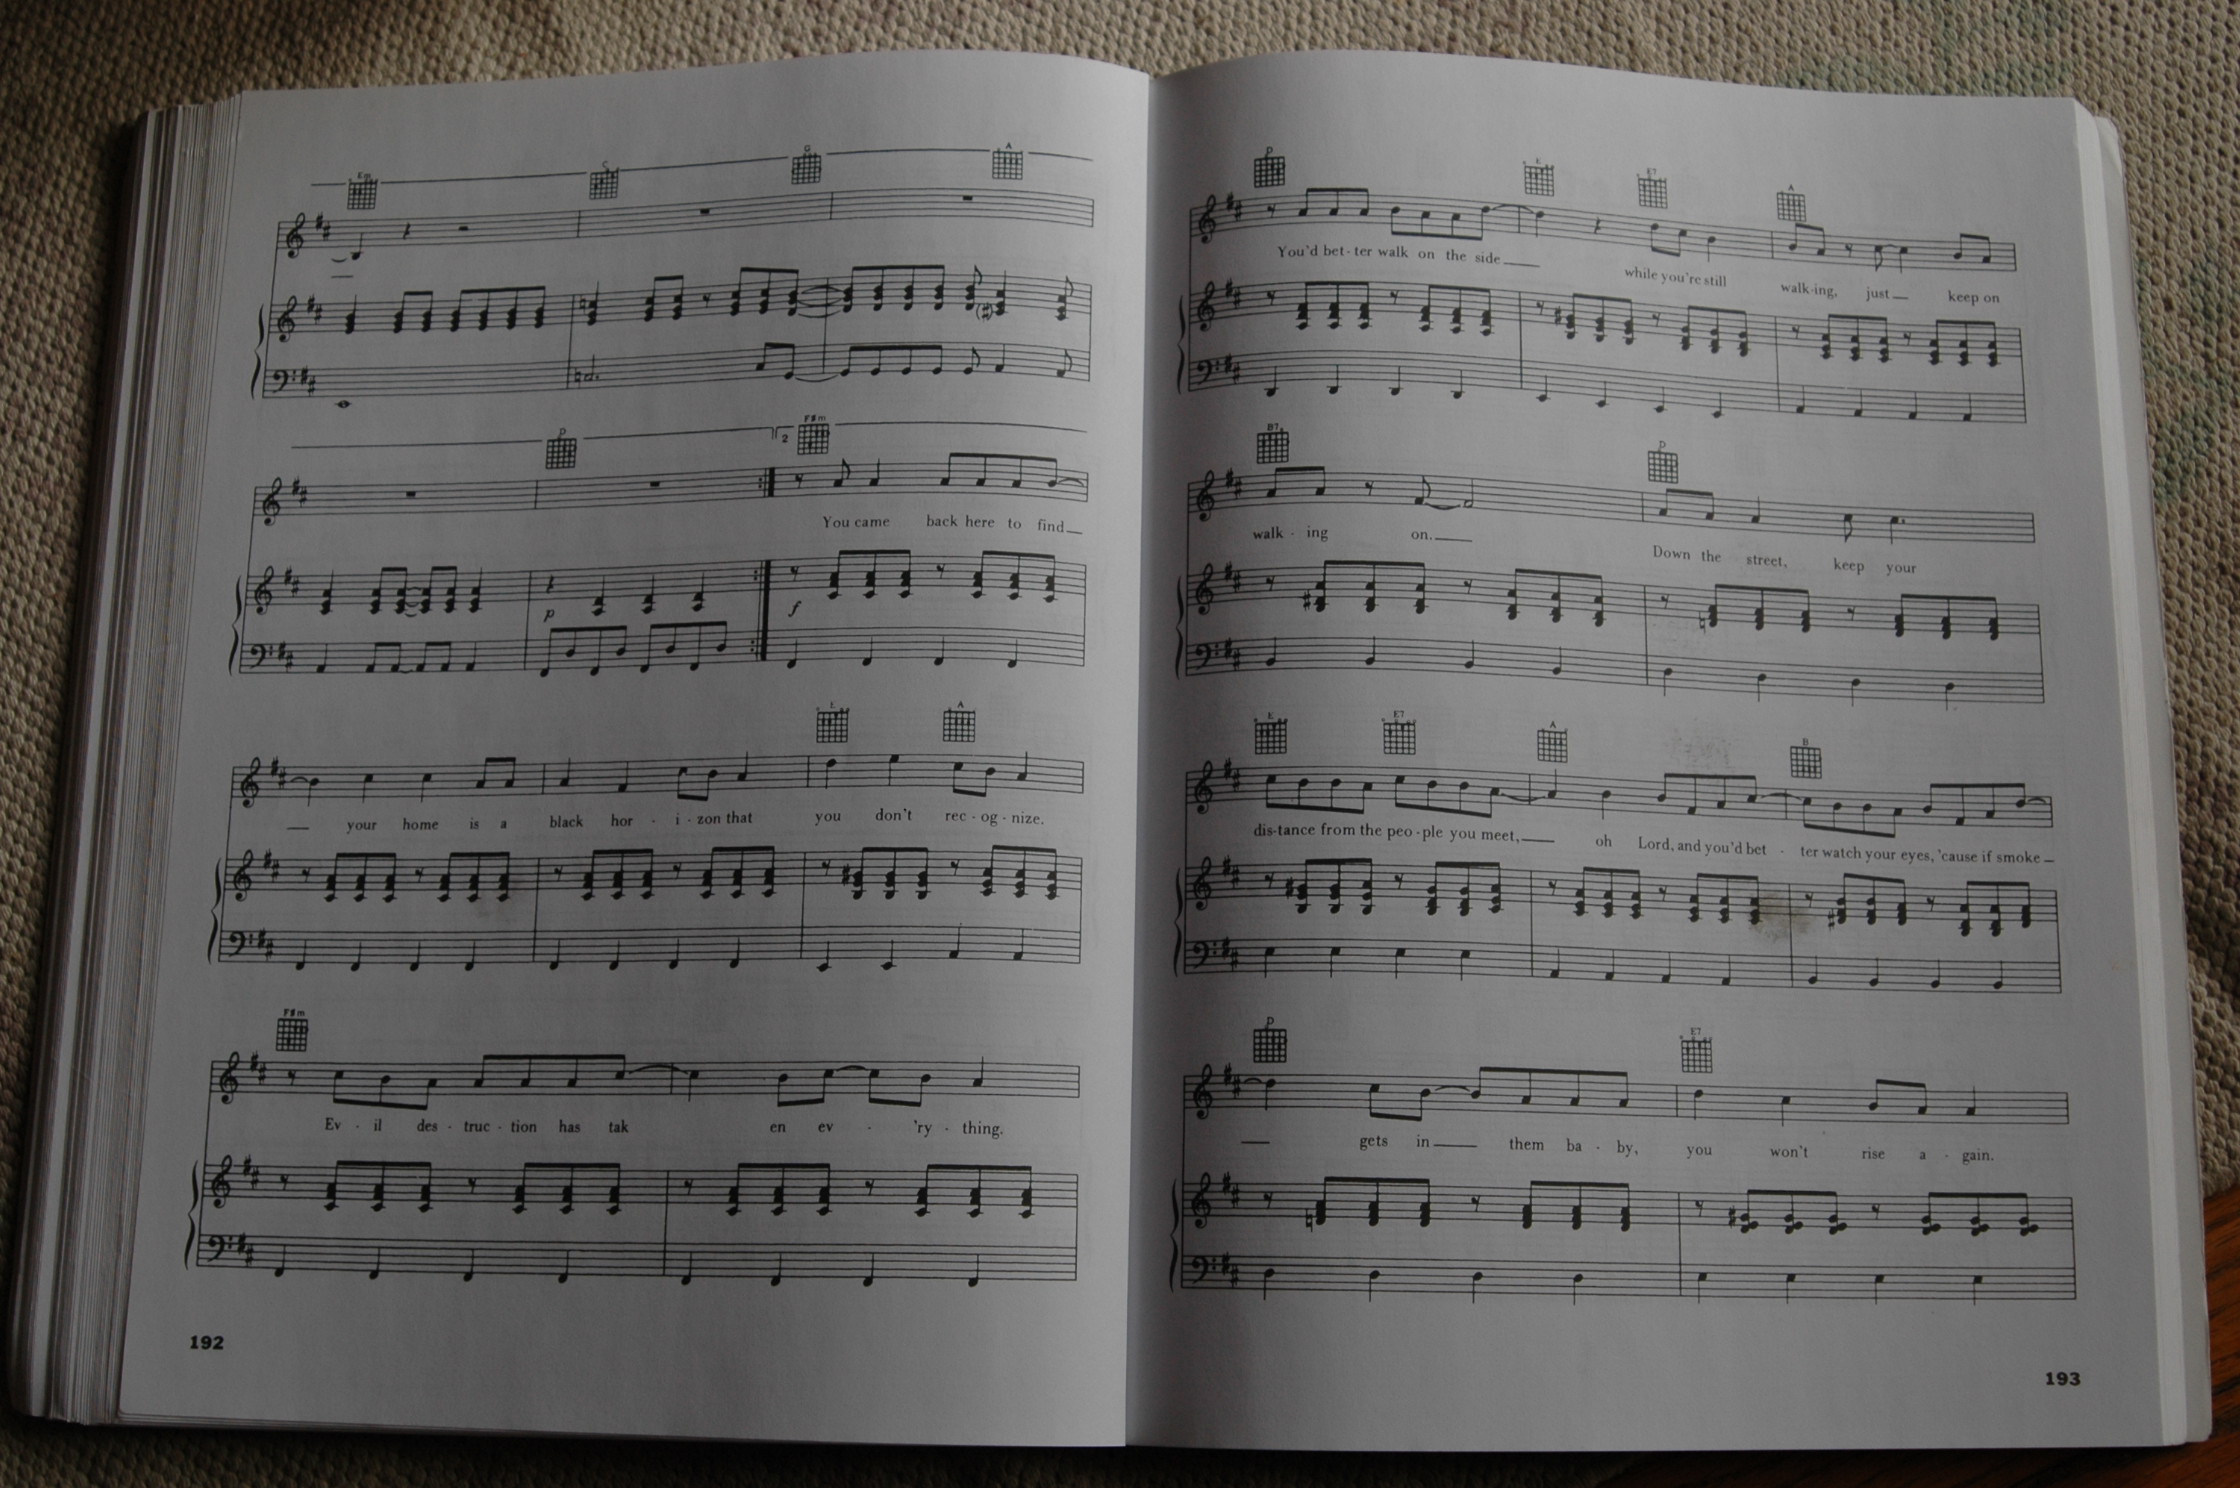 Em C G A
D 2 F♯m
You came back here to find
E A
your home is a black hor - i - zon that you don't rec - og - nize.
F♯m
Ev - il des - truc - tion has tak - en ev - 'ry - thing.
192
D E E7 A
You'd bet - ter walk on the side while you're still walk - ing, just keep on
B7 D
walk - ing on. Down the street, keep your
E E7 A B
dis - tance from the peo - ple you meet, oh Lord, and you'd bet - ter watch your eyes, 'cause if smoke
D E7
gets in them ba - by, you won't rise a - gain.
193